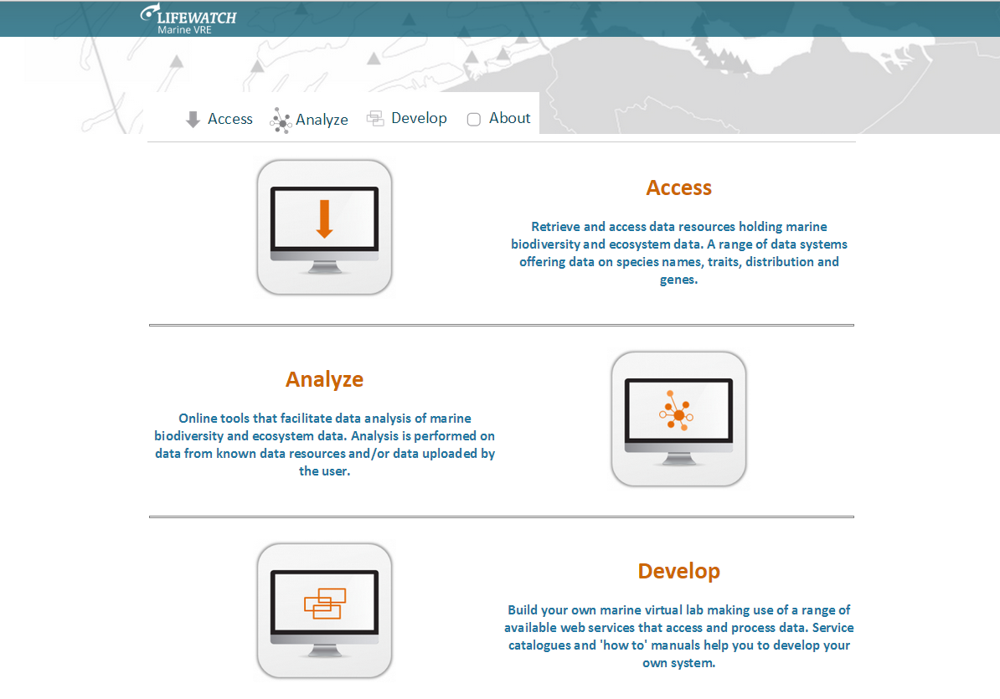 LIFEWATCH
Marine VRE
Access Analyze Develop About
Access
Retrieve and access data resources holding marine
biodiversity and ecosystem data. A range of data systems
offering data on species names, traits, distribution and
genes.
Analyze
Online tools that facilitate data analysis of marine
biodiversity and ecosystem data. Analysis is performed on
data from known data resources and/or data uploaded by
the user.
Develop
Build your own marine virtual lab making use of a range of
available web services that access and process data. Service
catalogues and 'how to' manuals help you to develop your
own system.